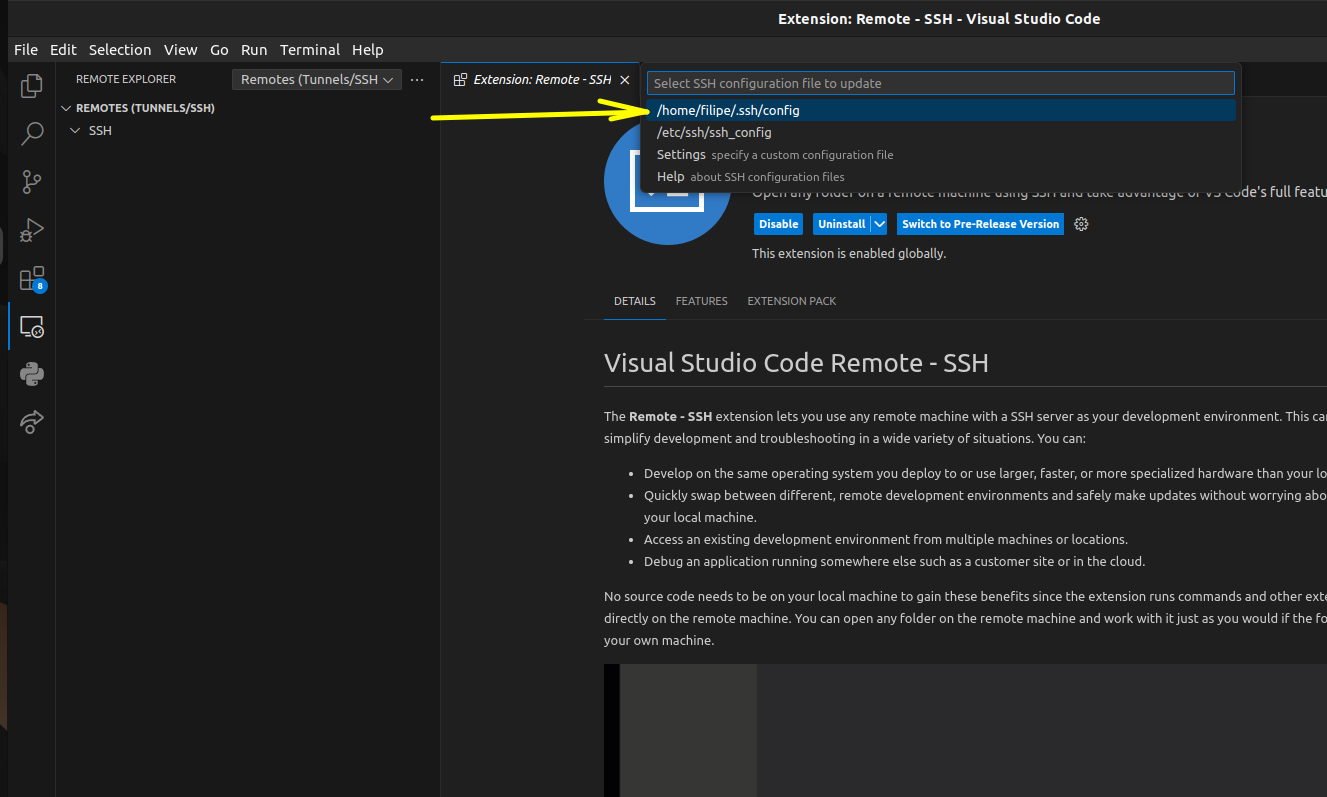 Extension: Remote - SSH - Visual Studio Code
File Edit Selection View Go Run Terminal Help
REMOTE EXPLORER
Remotes (Tunnels/SSH
REMOTES (TUNNELS/SSH)
SSH
Extension: Remote - SSH
Select SSH configuration file to update
/home/filipe/.ssh/config
/etc/ssh/ssh_config
Settings specify a custom configuration file
Help about SSH configuration files
Open any folder on a remote machine using SSH and take advantage of VS Code's full featu
Disable Uninstall Switch to Pre-Release Version
This extension is enabled globally.
8
DETAILS FEATURES EXTENSION PACK
Visual Studio Code Remote - SSH
The Remote - SSH extension lets you use any remote machine with a SSH server as your development environment. This ca
simplify development and troubleshooting in a wide variety of situations. You can:
• Develop on the same operating system you deploy to or use larger, faster, or more specialized hardware than your lo
• Quickly swap between different, remote development environments and safely make updates without worrying abo
your local machine.
• Access an existing development environment from multiple machines or locations.
• Debug an application running somewhere else such as a customer site or in the cloud.
No source code needs to be on your local machine to gain these benefits since the extension runs commands and other exte
directly on the remote machine. You can open any folder on the remote machine and work with it just as you would if the fo
your own machine.